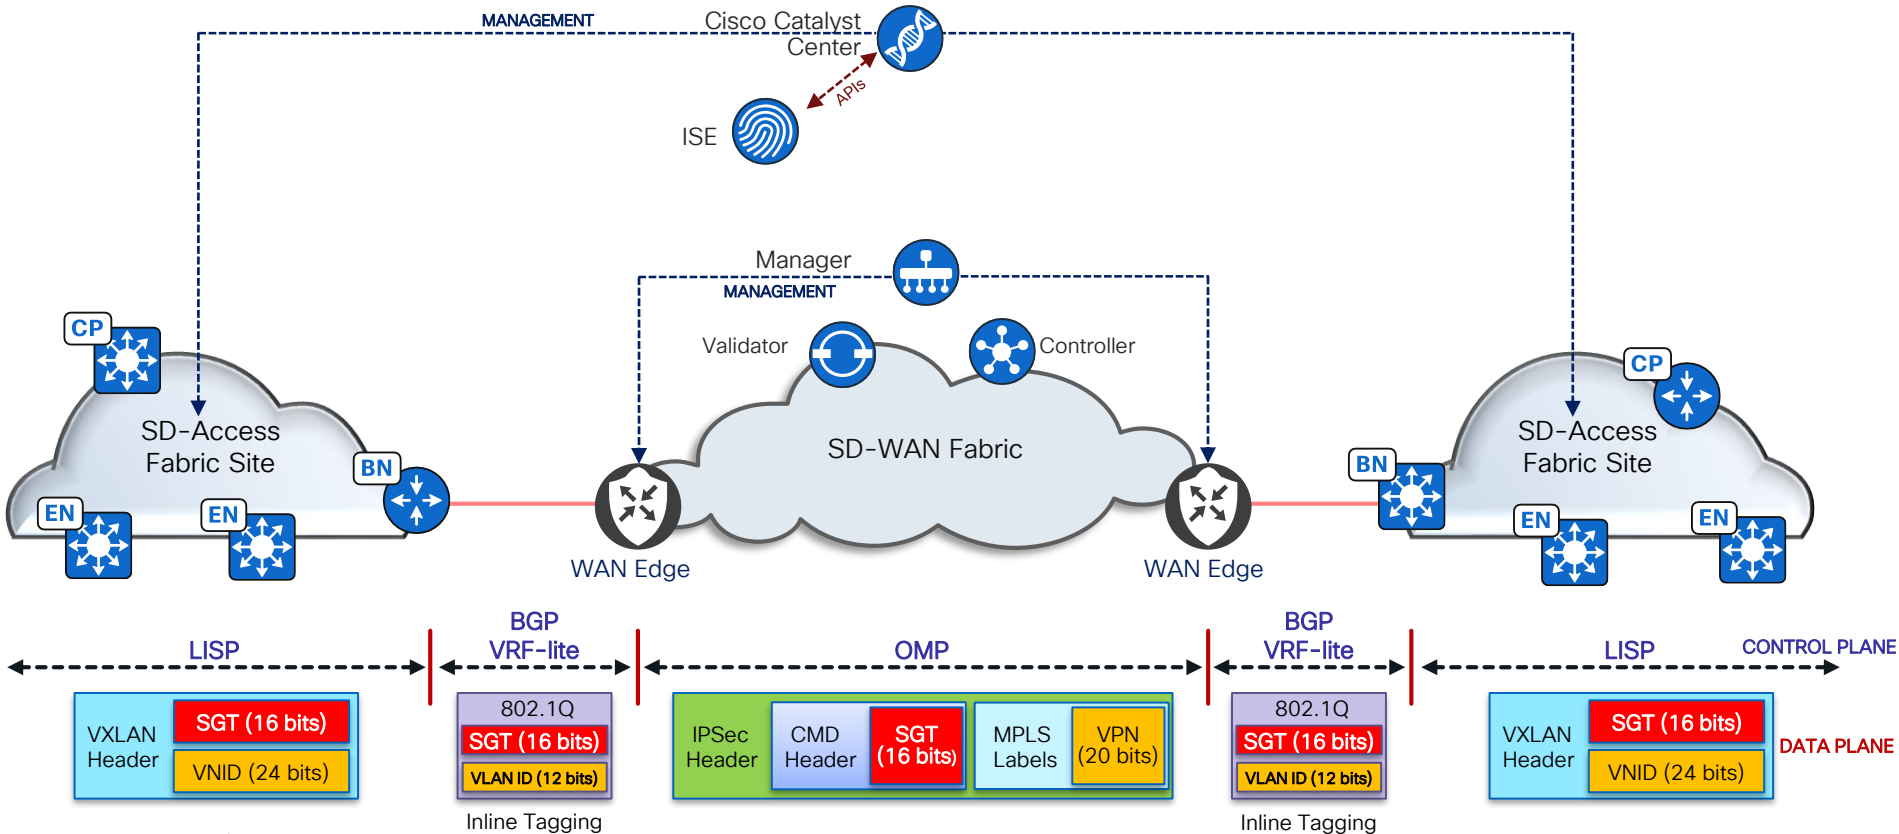 MANAGEMENT
Cisco Catalyst
Center
APIs
ISE
Manager
MANAGEMENT
Validator
Controller
CP
SD-Access
Fabric Site
BN
EN
EN
SD-WAN Fabric
WAN Edge
WAN Edge
CP
SD-Access
Fabric Site
BN
EN
EN
LISP
BGP
VRF-lite
OMP
BGP
VRF-lite
LISP
CONTROL PLANE
VXLAN
Header
SGT (16 bits)
VNID (24 bits)
802.1Q
SGT (16 bits)
VLAN ID (12 bits)
Inline Tagging
IPSec
Header
CMD
Header
SGT
(16 bits)
MPLS
Labels
VPN
(20 bits)
802.1Q
SGT (16 bits)
VLAN ID (12 bits)
Inline Tagging
VXLAN
Header
SGT (16 bits)
VNID (24 bits)
DATA PLANE